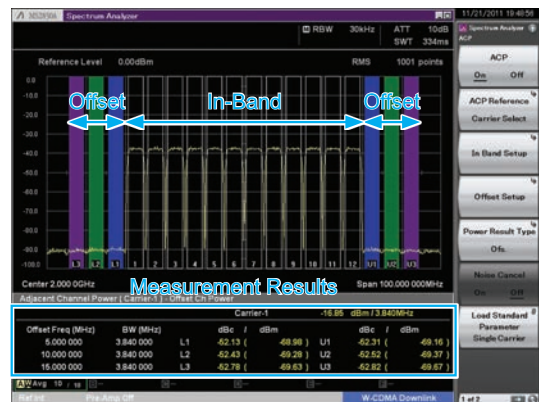 MS2690A Spectrum Analyzer
11/21/2011 19:48:56
RBW 30kHz ATT 10dB
SWT 334ms
Reference Level 0.00dBm RMS 1001 points
Spectrum Analyzer
ACP
ACP
On Off
ACP Reference
Carrier Select
In Band Setup
Offset Setup
Power Result Type
Ofs.
Noise Cancel
On Off
Load Standard
Parameter
Single Carrier
1 of 2
0.0
-10.0
-20.0
-30.0
-40.0
-50.0
-60.0
-70.0
-80.0
-90.0
-100.0
Offset In-Band Offset
L3 L2 L1 1 2 3 4 5 6 7 8 9 10 11 12 U1 U2 U3
Center 2.000 0GHz Span 100.000 000MHz
Measurement Results
Adjacent Channel Power ( Carrier-1 ) - Offset Ch Power
Carrier-1 -16.85 dBm / 3.840MHz
Offset Freq (MHz) BW (MHz) dBc / dBm dBc / dBm
5.000 000 3.840 000 L1 -52.13 ( -68.98 ) U1 -52.31 ( -69.16 )
10.000 000 3.840 000 L2 -52.43 ( -69.28 ) U2 -52.52 ( -69.37 )
15.000 000 3.840 000 L3 -52.78 ( -69.63 ) U3 -52.82 ( -69.67 )
Avg 10 / 10
Ref.Int Pre-Amp Off W-CDMA Downlink